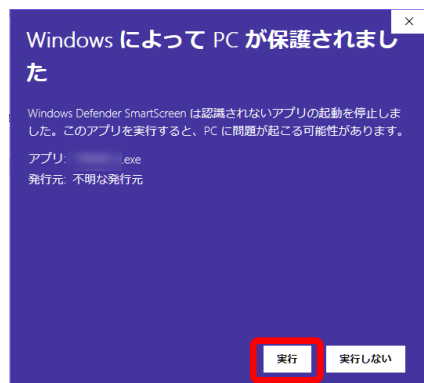 Windows によって PC が保護されまし
た
Windows Defender SmartScreen は認識されないアプリの起動を停止しま
した。このアプリを実行すると、PC に問題が起こる可能性があります。
アプリ: .exe
発行元: 不明な発行元
実行 実行しない